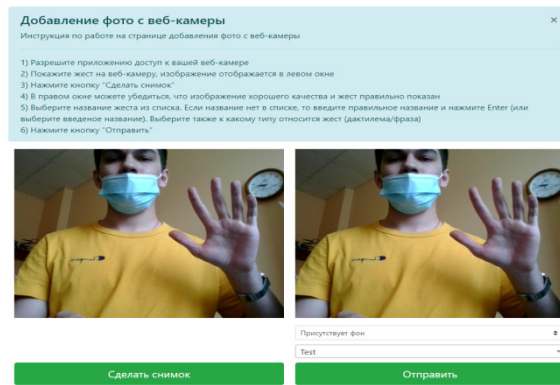 Добавление фото с веб-камеры
×
Инструкция по работе на странице добавления фото с веб-камеры
1) Разрешите приложению доступ к вашей веб-камере
2) Покажите жест на веб-камеру, изображение отображается в левом окне
3) Нажмите кнопку "Сделать снимок"
4) В правом окне можете убедиться, что изображение хорошего качества и жест правильно показан
5) Выберите название жеста из списка. Если название нет в списке, то введите правильное название и нажмите Enter (или
выберите введеное название). Выберите также к какому типу относится жест (дактилема/фраза)
6) Нажмите кнопку "Отправить"
Присутствует фон
Test
Сделать снимок
Отправить